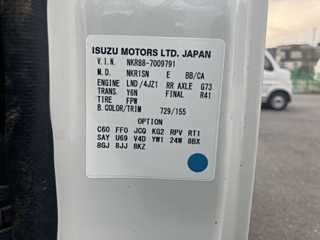 ISUZU MOTORS LTD. JAPAN
V.I.N. NKR88-7009791
M.D. NKR1SN E BB/CA
ENGINE LND/4JZ1 RR AXLE G73
TRANS. Y6N FINAL R41
TIRE FPW
B.COLOR/TRIM 729/155
OPTION
C60 FF0 JCQ KG2 RPV RT1
SAY U69 V4D YW1 24W 8BX
8GJ 8JJ 8KZ